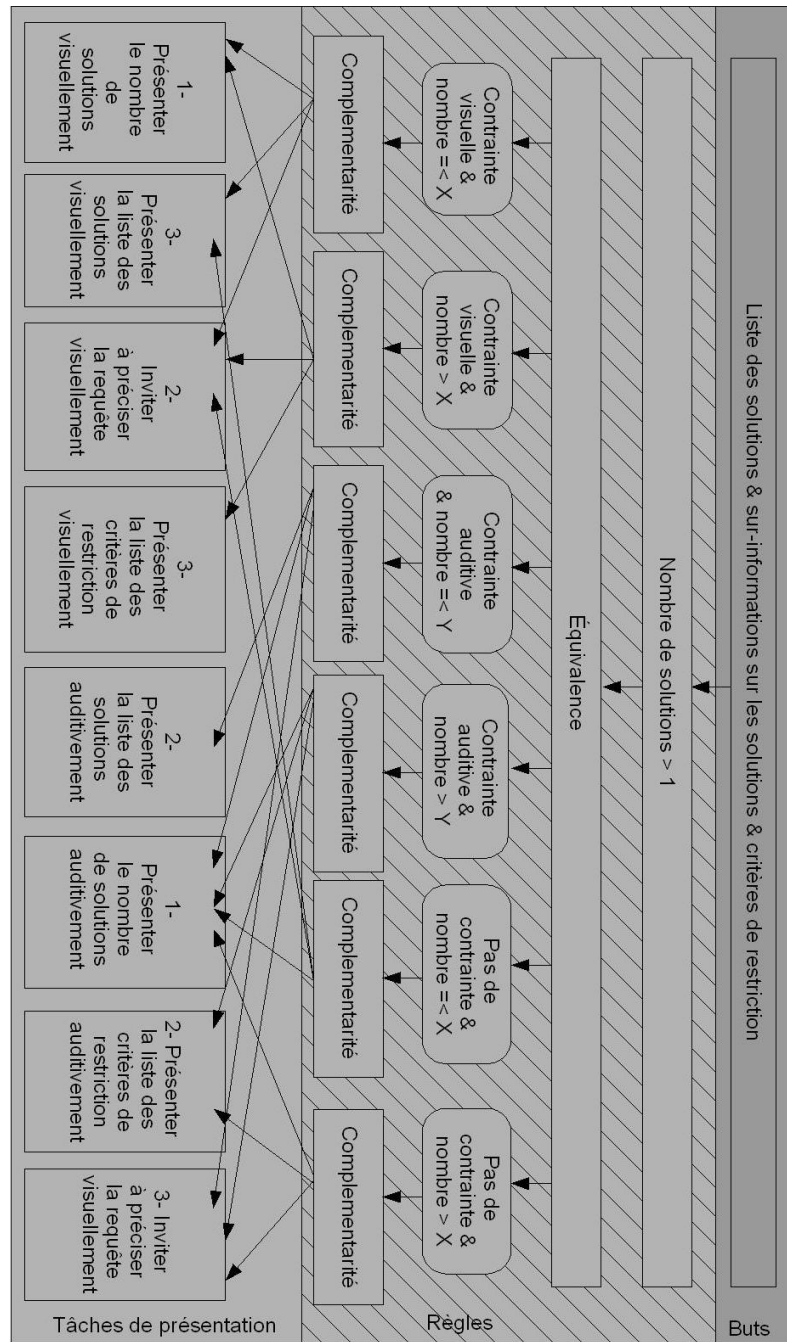 Liste des solutions & sur-informations sur les solutions & critères de restriction
Buts
Nombre de solutions > 1
Équivalence
Contrainte
visuelle &
nombre =< X
Contrainte
visuelle &
nombre > X
Contrainte
auditive
& nombre =< Y
Contrainte
auditive &
nombre > Y
Pas de
contrainte &
nombre =< X
Pas de
contrainte &
nombre > X
Complementarité
Complementarité
Complementarité
Complementarité
Complementarité
Complementarité
Règles
1-
Présenter
le nombre
de
solutions
visuellement
3-
Présenter
la liste des
solutions
visuellement
2-
Inviter
à préciser
la requête
visuellement
3-
Présenter
la liste des
critères de
restriction
visuellement
2-
Présenter
la liste des
solutions
auditivement
1-
Présenter
le nombre
de solutions
auditivement
2- Présenter
la liste des
critères de
restriction
auditivement
3- Inviter
à préciser
la requête
visuellement
Tâches de présentation